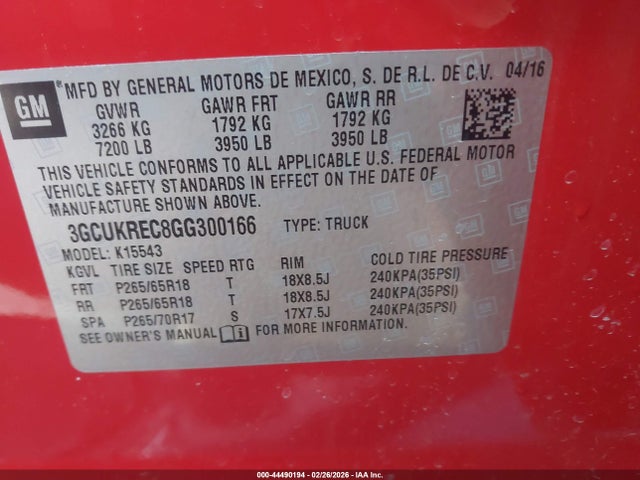 GM
MFD BY GENERAL MOTORS DE MEXICO, S. DE R.L. DE C.V. 04/16
GVWR GAWR FRT GAWR RR
3266 KG 1792 KG 1792 KG
7200 LB 3950 LB 3950 LB
THIS VEHICLE CONFORMS TO ALL APPLICABLE U.S. FEDERAL MOTOR
VEHICLE SAFETY STANDARDS IN EFFECT ON THE DATE OF
MANUFACTURE SHOWN ABOVE.
3GCUKREC8GG300166 TYPE: TRUCK
MODEL: K15543
KGVL TIRE SIZE SPEED RTG RIM COLD TIRE PRESSURE
FRT P265/65R18 T 18X8.5J 240KPA(35PSI)
RR P265/65R18 T 18X8.5J 240KPA(35PSI)
SPA P265/70R17 S 17X7.5J 240KPA(35PSI)
SEE OWNER'S MANUAL FOR MORE INFORMATION.
000-44490194 - 02/26/2026 - IAAI.com